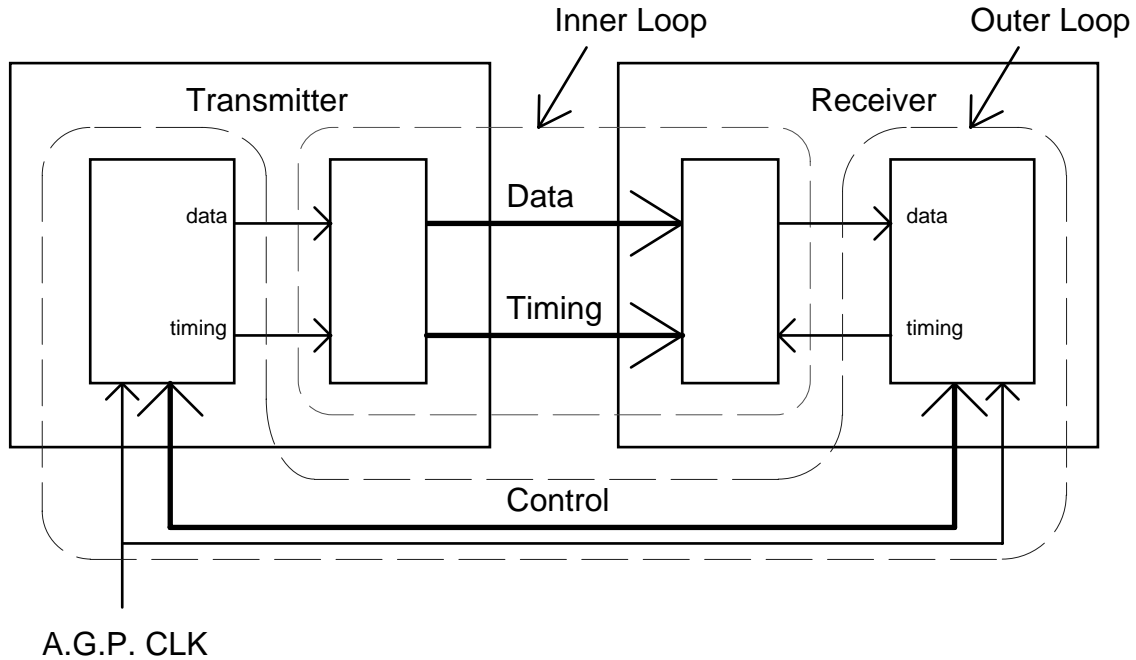 Inner Loop
Outer Loop
Transmitter
Receiver
data
Data
data
timing
Timing
timing
Control
A.G.P. CLK